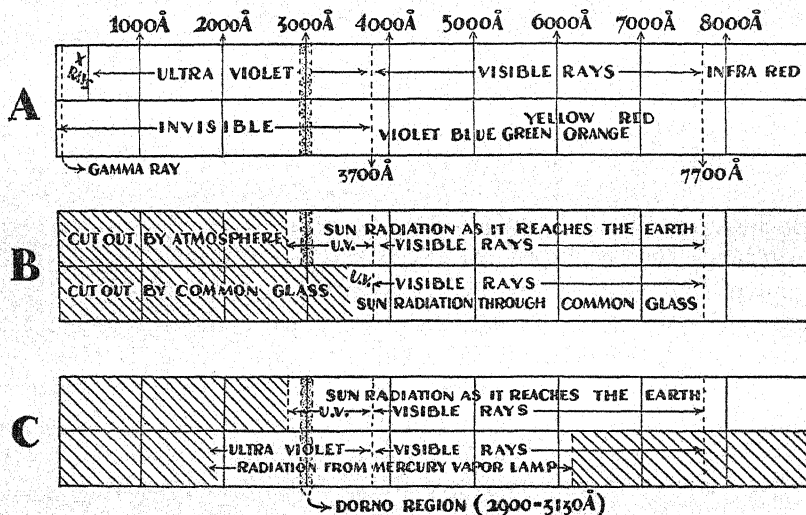 1000Å 2000Å 3000Å 4000Å 5000Å 6000Å 7000Å 8000Å
A
X RAY ULTRA VIOLET VISIBLE RAYS INFRA RED
INVISIBLE
YELLOW RED
VIOLET BLUE GREEN ORANGE
GAMMA RAY 3700Å 7700Å
B
CUT OUT BY ATMOSPHERE
SUN RADIATION AS IT REACHES THE EARTH
U.V. VISIBLE RAYS
CUT OUT BY COMMON GLASS
U.V. VISIBLE RAYS
SUN RADIATION THROUGH COMMON GLASS
C
SUN RADIATION AS IT REACHES THE EARTH
U.V. VISIBLE RAYS
ULTRA VIOLET VISIBLE RAYS
RADIATION FROM MERCURY VAPOR LAMP
DORNO REGION (2900=3130Å)